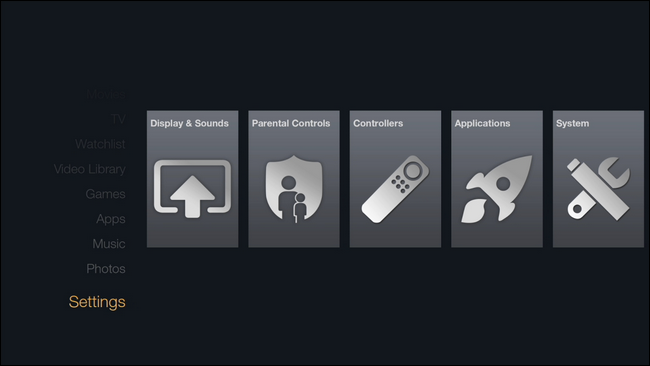 TV
Watchlist
Video Library
Games
Apps
Music
Photos
Settings
Display & Sounds
Parental Controls
Controllers
Applications
System